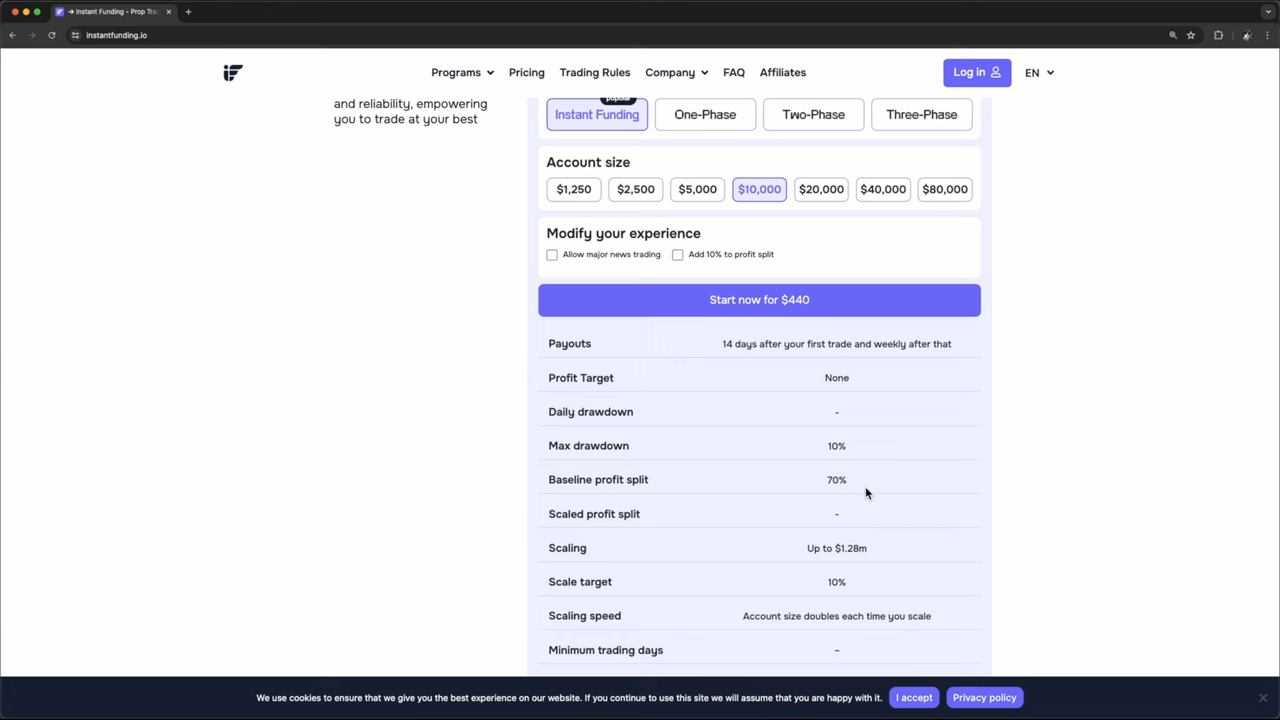 → Instant Funding - Prop Tra
instantfunding.io
Programs
Pricing
Trading Rules
Company
FAQ
Affiliates
Log in
EN
and reliability, empowering
you to trade at your best
popular
Instant Funding
One-Phase
Two-Phase
Three-Phase
Account size
$1,250
$2,500
$5,000
$10,000
$20,000
$40,000
$80,000
Modify your experience
Allow major news trading
Add 10% to profit split
Start now for $440
Payouts
14 days after your first trade and weekly after that
Profit Target
None
Daily drawdown
-
Max drawdown
10%
Baseline profit split
70%
Scaled profit split
-
Scaling
Up to $1.28m
Scale target
10%
Scaling speed
Account size doubles each time you scale
Minimum trading days
–
We use cookies to ensure that we give you the best experience on our website. If you continue to use this site we will assume that you are happy with it.
I accept
Privacy policy